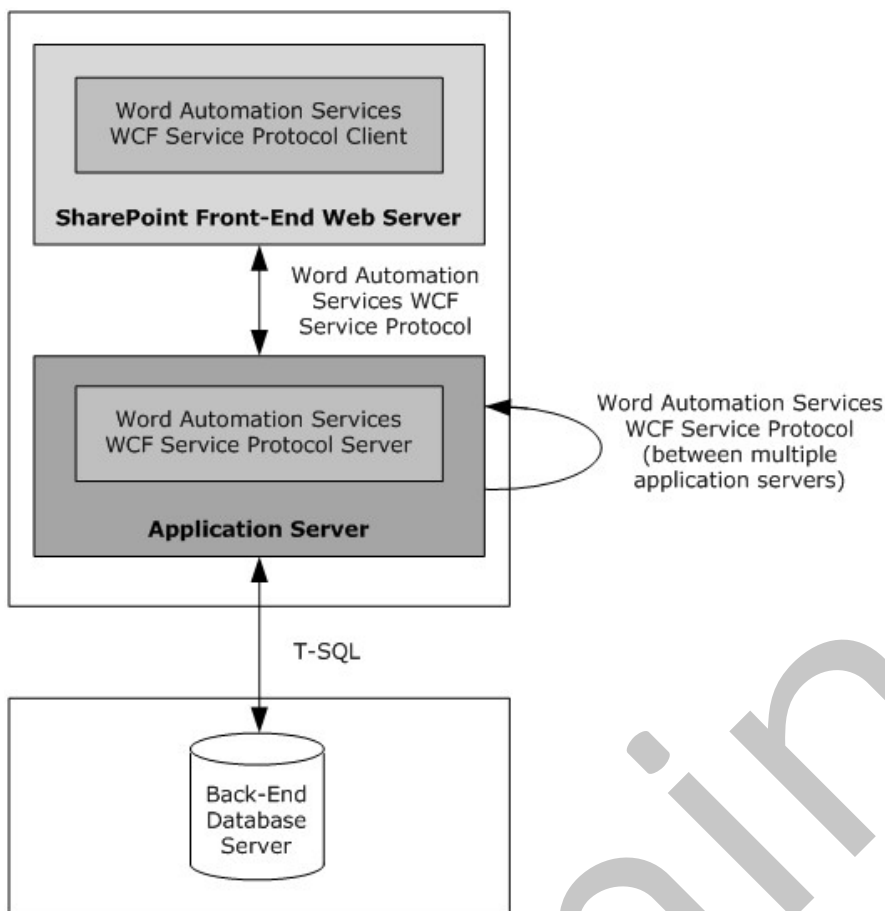 Word Automation Services
WCF Service Protocol Client
SharePoint Front-End Web Server
Word Automation
Services WCF
Service Protocol
Word Automation Services
WCF Service Protocol Server
Application Server
Word Automation Services
WCF Service Protocol
(between multiple
application servers)
T-SQL
Back-End
Database
Server